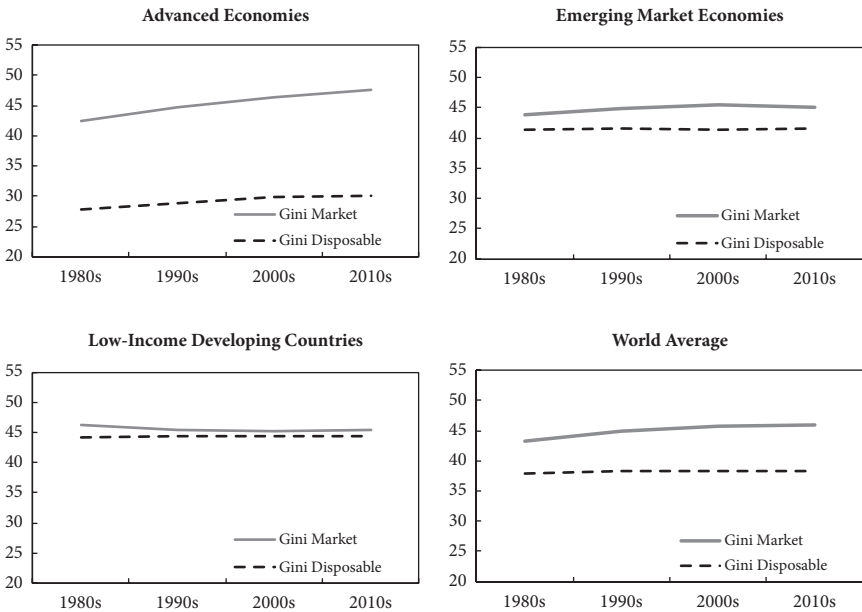 Advanced Economies
55
50
45
40
35
30
25
20
Gini Market
Gini Disposable
1980s 1990s 2000s 2010s
Emerging Market Economies
55
50
45
40
35
30
25
20
Gini Market
Gini Disposable
1980s 1990s 2000s 2010s
Low-Income Developing Countries
55
50
45
40
35
30
25
20
Gini Market
Gini Disposable
1980s 1990s 2000s 2010s
World Average
55
50
45
40
35
30
25
20
Gini Market
Gini Disposable
1980s 1990s 2000s 2010s